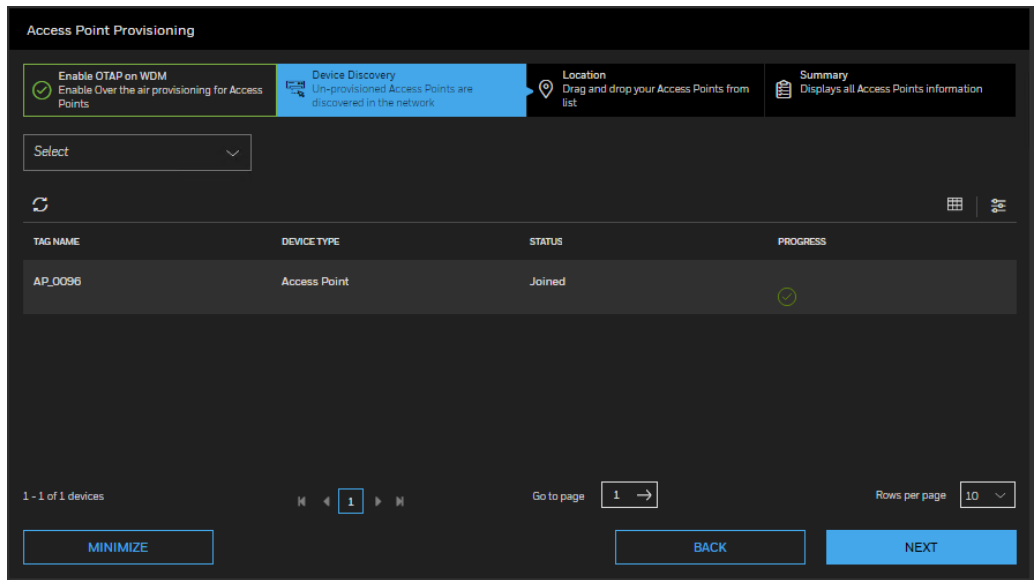 Access Point Provisioning
Enable OTAP on WDM
Enable Over the air provisioning for Access
Points
Device Discovery
Un-provisioned Access Points are
discovered in the network
Location
Drag and drop your Access Points from
list
Summary
Displays all Access Points information
Select
TAG NAME DEVICE TYPE STATUS PROGRESS
AP_0096 Access Point Joined
1 - 1 of 1 devices 1 Go to page 1 Rows per page 10
MINIMIZE BACK NEXT